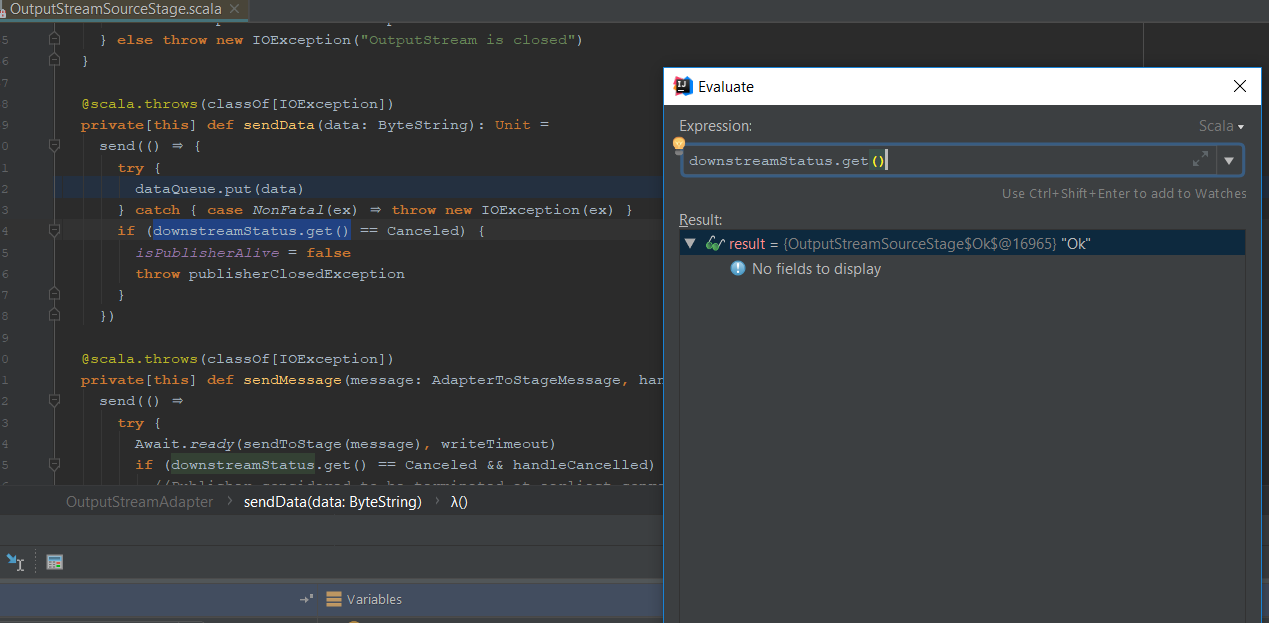 OutputStreamSourceStage.scala
5 } else throw new IOException("OutputStream is closed")
6 }
7
8 @scala.throws(classOf[IOException])
9 private[this] def sendData(data: ByteString): Unit =
0 send(() ⇒ {
1 try {
2 dataQueue.put(data)
3 } catch { case NonFatal(ex) ⇒ throw new IOException(ex) }
4 if (downstreamStatus.get() == Canceled) {
5 isPublisherAlive = false
6 throw publisherClosedException
7 }
8 })
9
0 @scala.throws(classOf[IOException])
1 private[this] def sendMessage(message: AdapterToStageMessage, han
2 send(() ⇒
3 try {
4 Await.ready(sendToStage(message), writeTimeout)
5 if (downstreamStatus.get() == Canceled && handleCancelled)
OutputStreamAdapter > sendData(data: ByteString) > λ()
Variables
Evaluate
Expression:
Scala
downstreamStatus.get()
Use Ctrl+Shift+Enter to add to Watches
Result:
result = {OutputStreamSourceStage$Ok$@16965} "Ok"
No fields to display